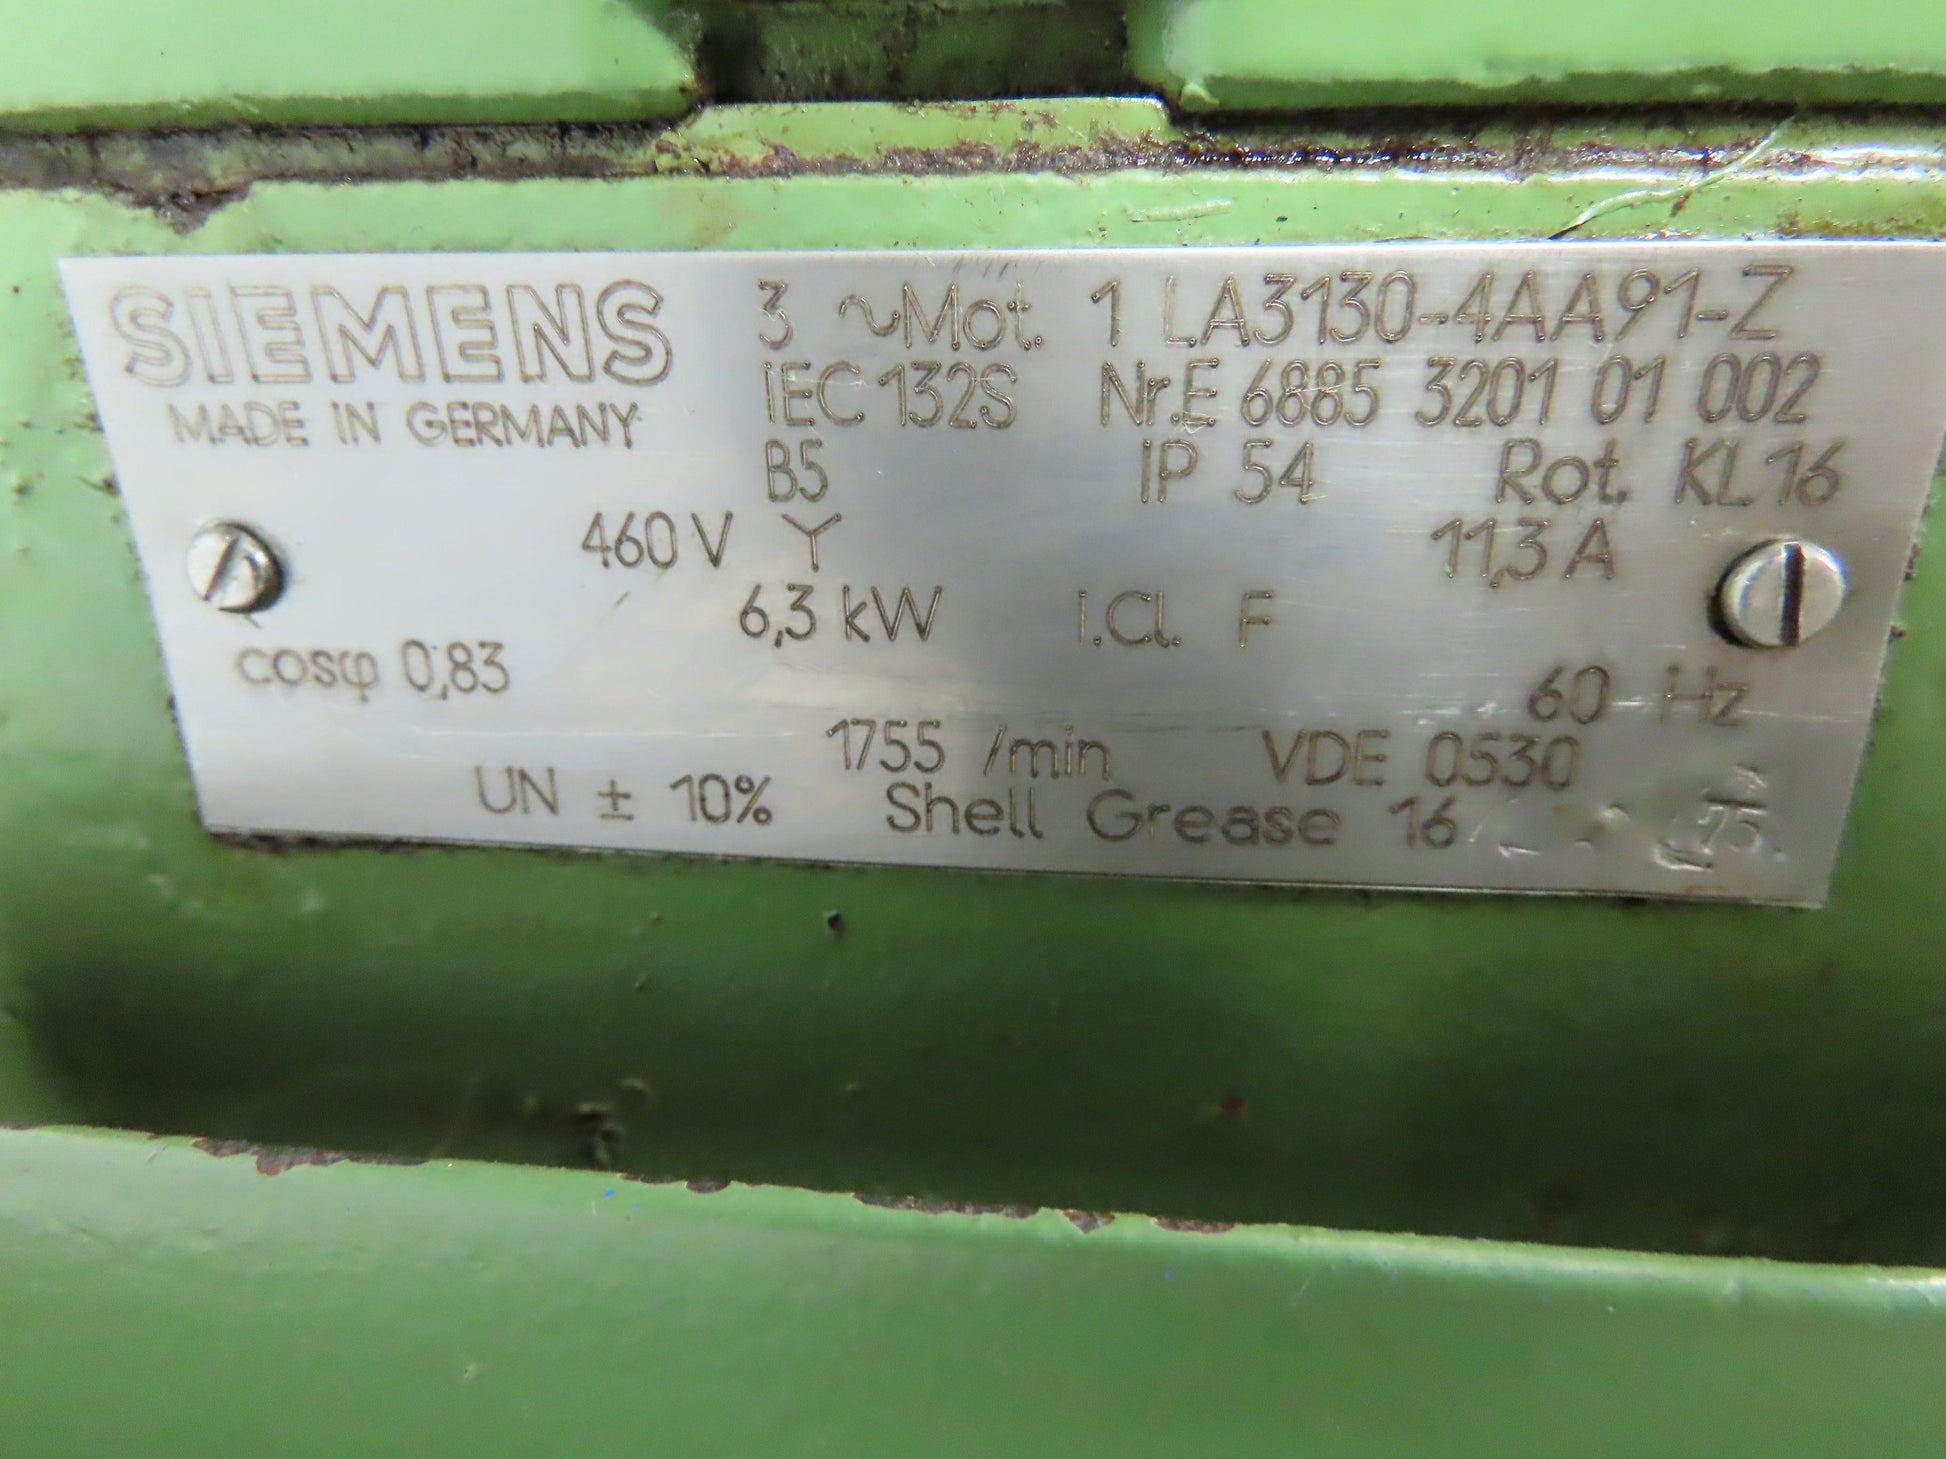 SIEMENS 3 ~Mot. 1 LA3130-4AA91-Z
MADE IN GERMANY IEC 132S Nr.E 6885 3201 01 002
B5 IP 54 Rot. KL16
460 V Y 11,3 A
6,3 kW I.Cl. F
cosφ 0,83 60 Hz
1755 /min VDE 0530
UN ± 10% Shell Grease 16 75